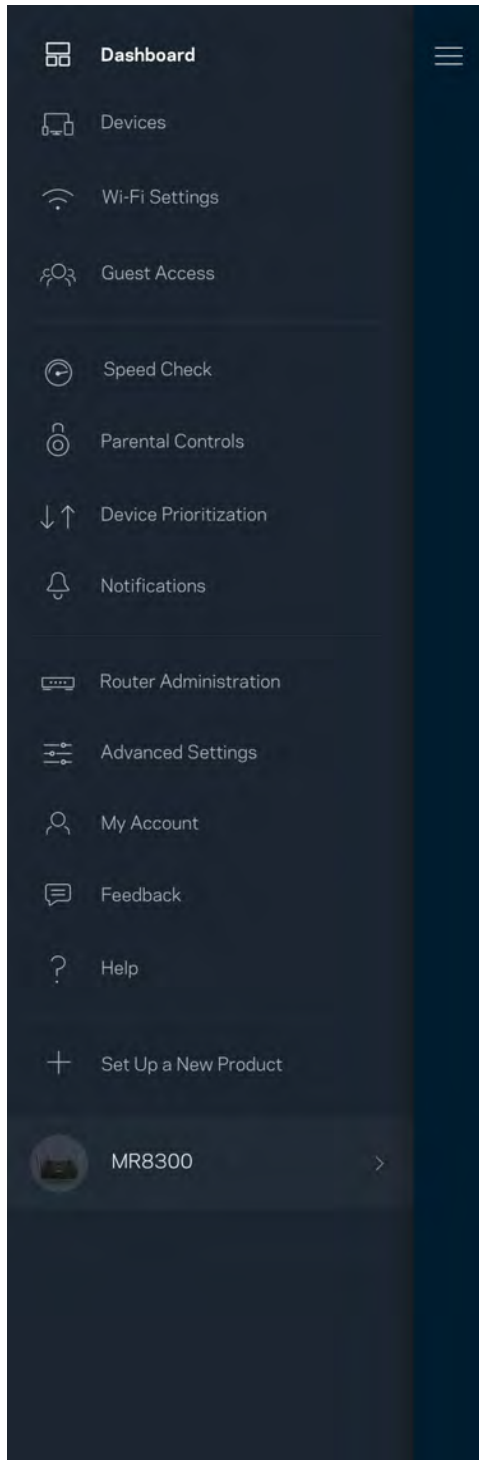 Dashboard
Devices
Wi-Fi Settings
Guest Access
Speed Check
Parental Controls
Device Prioritization
Notifications
Router Administration
Advanced Settings
My Account
Feedback
Help
Set Up a New Product
MR8300